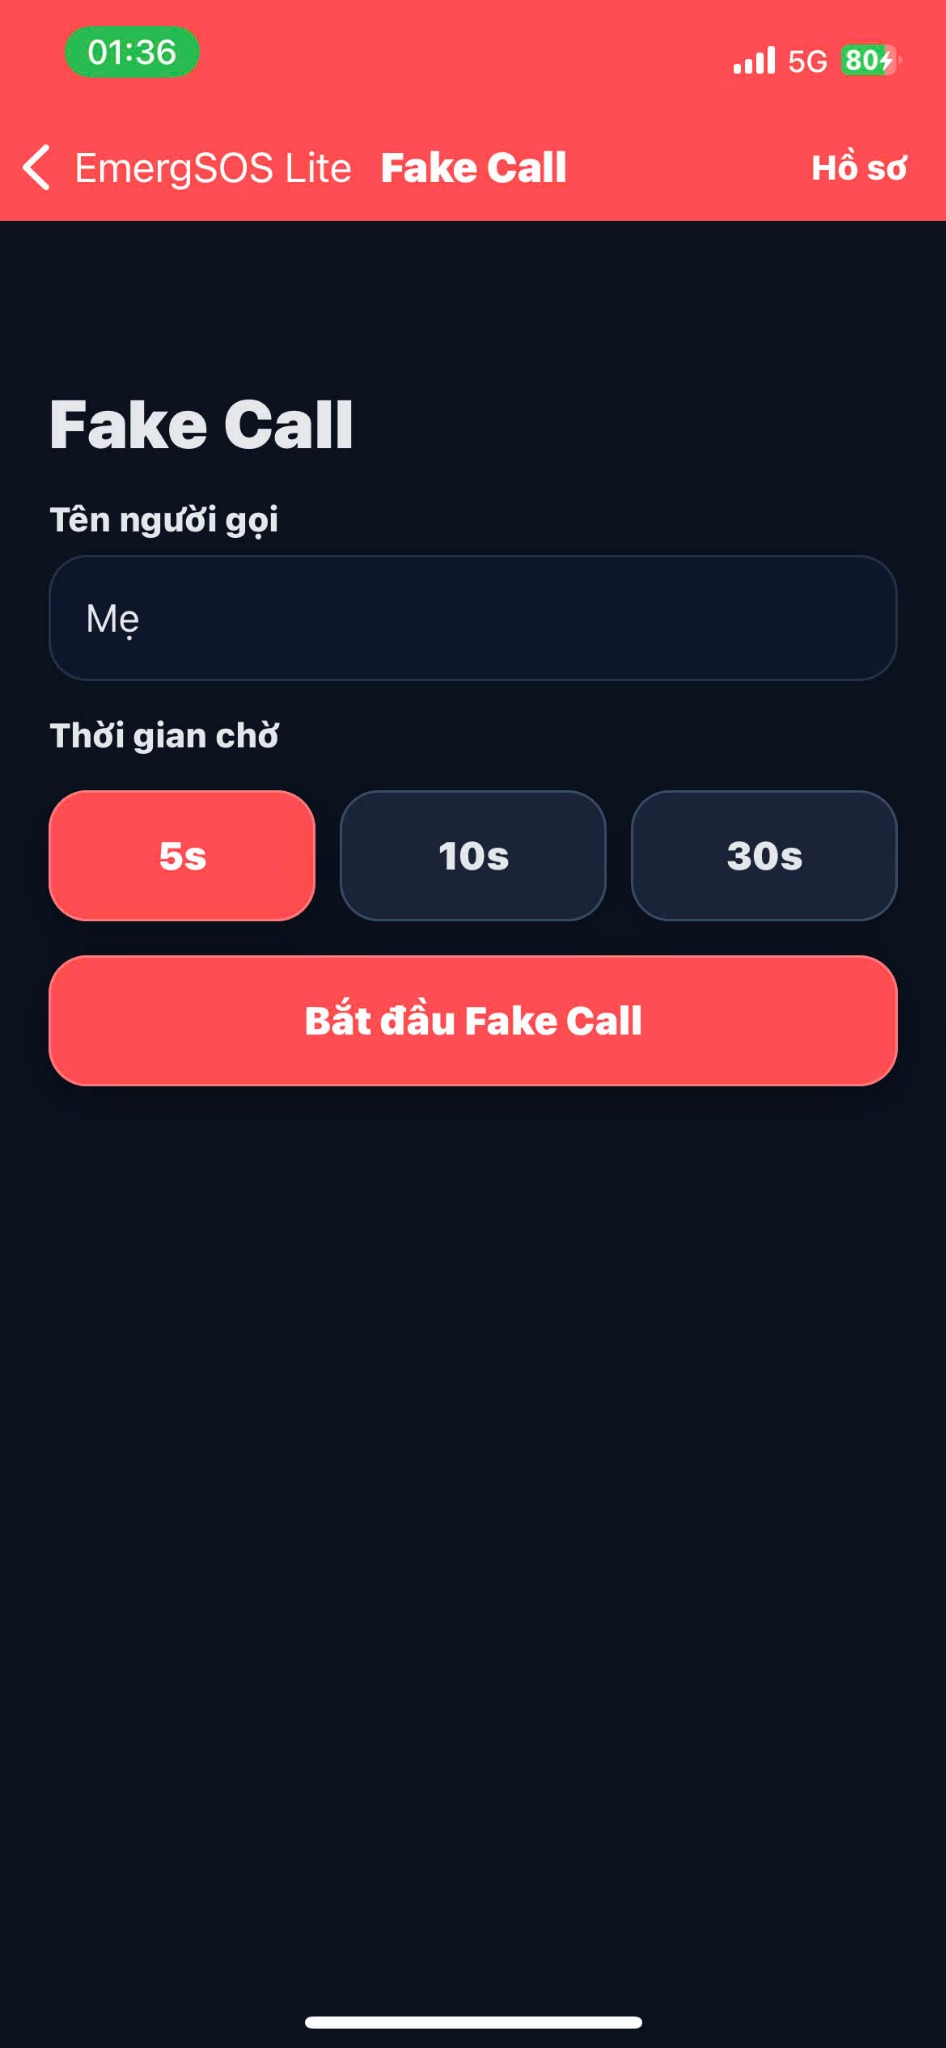 01:36 5G 80
EmergSOS Lite Fake Call Hồ sơ
Fake Call
Tên người gọi
Mẹ
Thời gian chờ
5s 10s 30s
Bắt đầu Fake Call